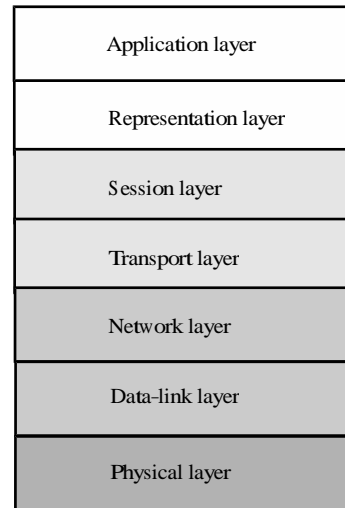 Application layer
Representation layer
Session layer
Transport layer
Network layer
Data-link layer
Physical layer